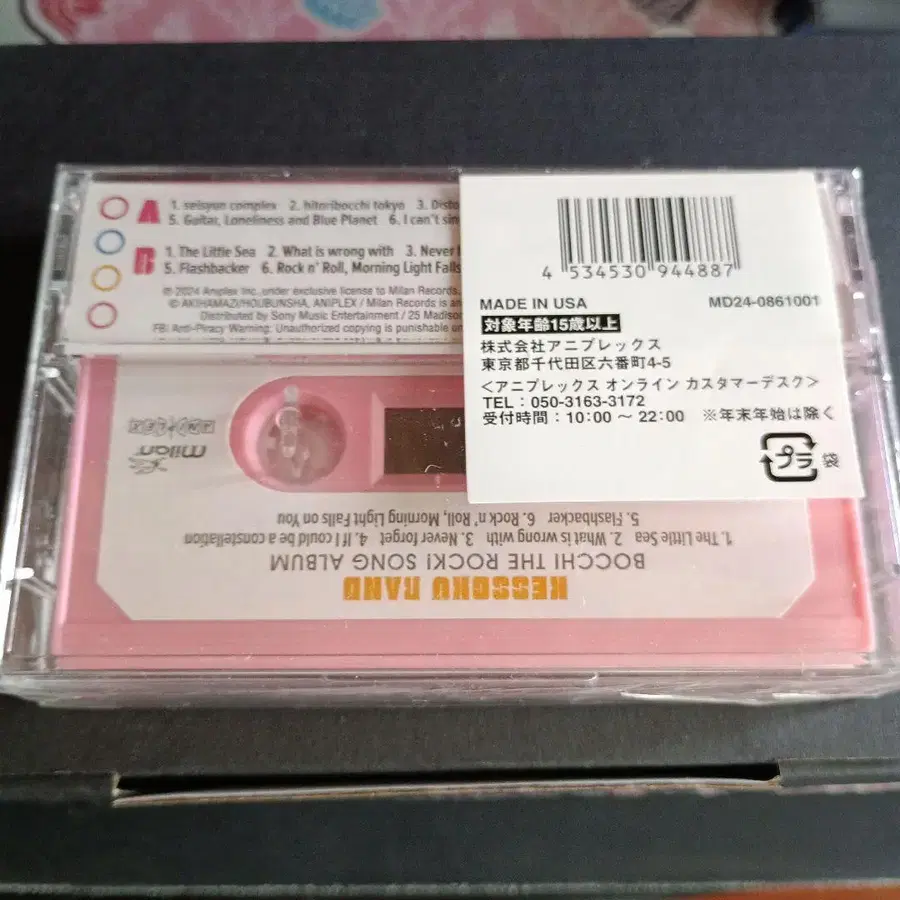 A 1. seisyun complex 2. hitoribocchi tokyo 3. Disto
5. Guitar, Loneliness and Blue Planet 6. I can't sin
B 1. The Little Sea 2. What is wrong with 3. Never
5. Flashbacker 6. Rock n' Roll, Morning Light Falls
℗ 2024 Aniplex Inc. under exclusive license to Milan Records,
© AKIHAMAZI/HOUBUNSHA, ANIPLEX / Milan Records is an
Distributed by Sony Music Entertainment / 25 Madison
FBI Anti-Piracy Warning: Unauthorized copying is punishable un
4 534530 944887
MADE IN USA MD24-0861001
対象年齢15歳以上
株式会社アニプレックス
東京都千代田区六番町4-5
<アニプレックス オンライン カスタマーデスク>
TEL : 050-3163-3172
受付時間 : 10:00 ～ 22:00 ※年末年始は除く
プラ 袋
KESSOKU BAND
BOCCHI THE ROCK! SONG ALBUM
1. The Little Sea 2. What is wrong with 3. Never forget 4. If I could be a constellation
5. Flashbacker 6. Rock n' Roll, Morning Light Falls on You
milan
ANIPLEX